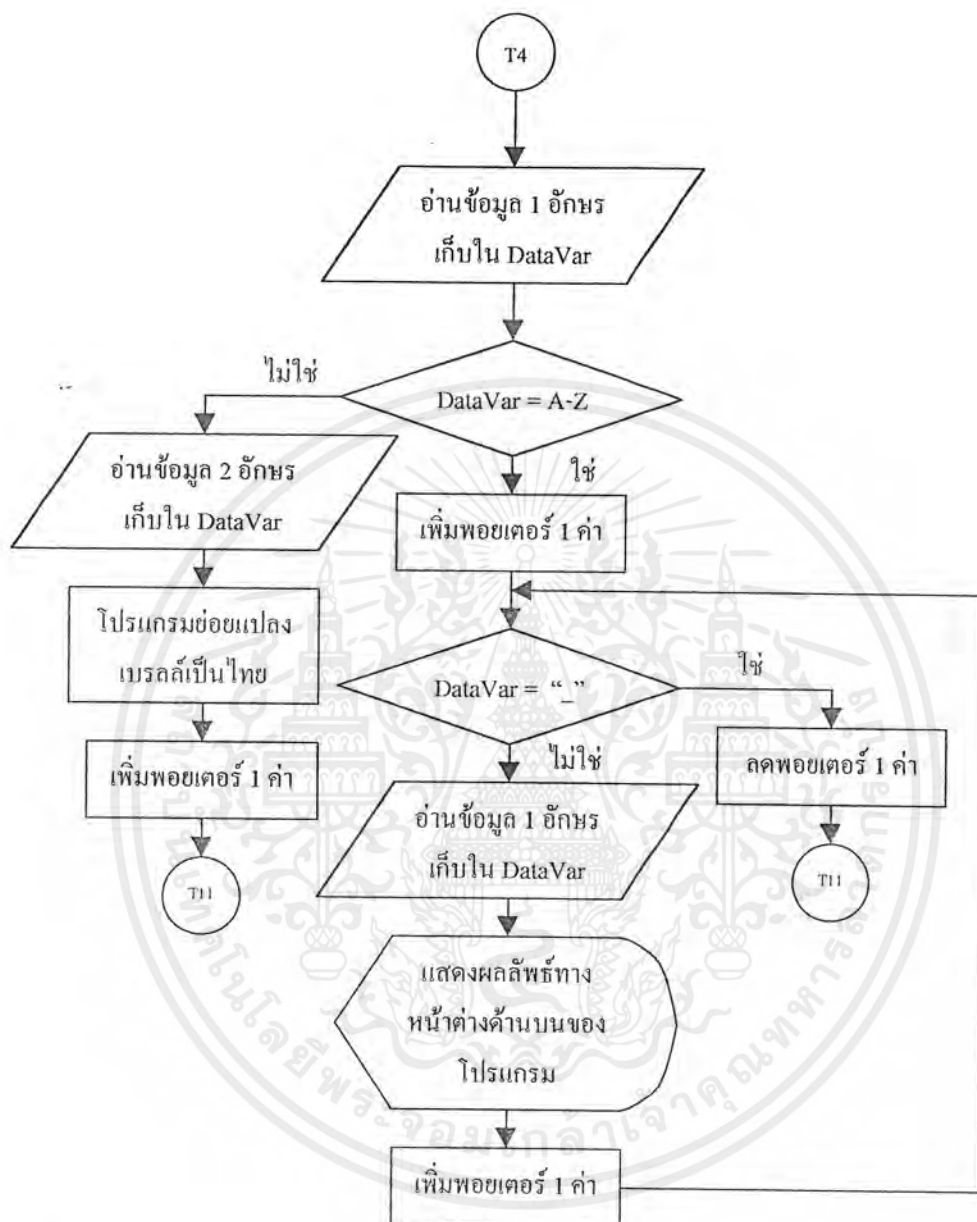 T4
อ่านข้อมูล 1 อักษร
เก็บใน DataVar
ไม่ใช่
DataVar = A-Z
ใช่
อ่านข้อมูล 2 อักษร
เก็บใน DataVar
เพิ่มพอยเตอร์ 1 ค่า
โปรแกรมย่อยแปลง
เบรลล์เป็นไทย
DataVar = “_”
ใช่
เพิ่มพอยเตอร์ 1 ค่า
ไม่ใช่
ลดพอยเตอร์ 1 ค่า
อ่านข้อมูล 1 อักษร
เก็บใน DataVar
T11
T11
แสดงผลลัพธ์ทาง
หน้าต่างด้านบนของ
โปรแกรม
เพิ่มพอยเตอร์ 1 ค่า